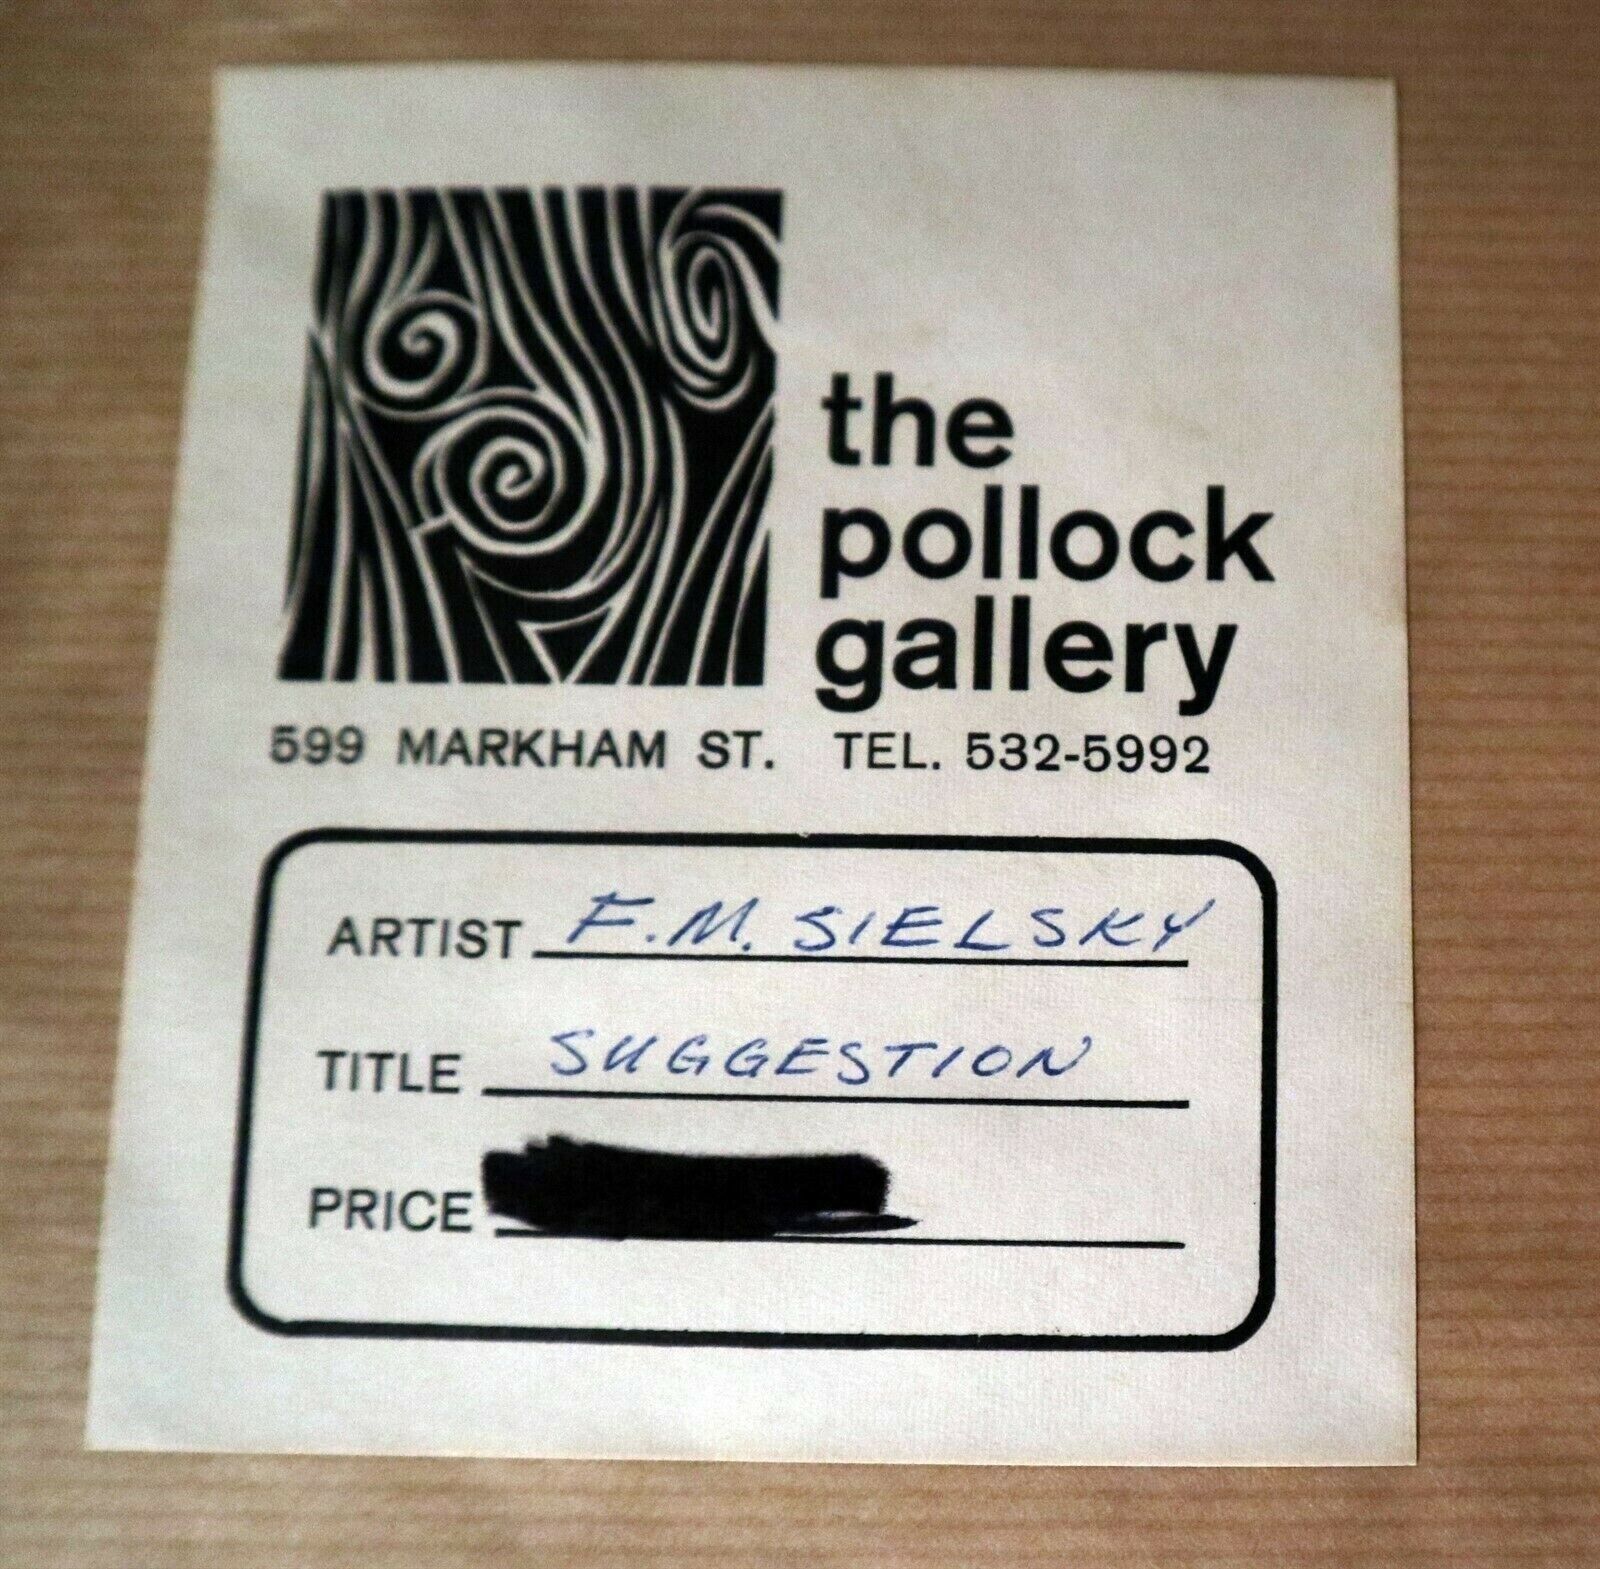 the
pollock
gallery
599 MARKHAM ST. TEL. 532-5992
ARTIST F.M. SIELSKY
TITLE SUGGESTION
PRICE